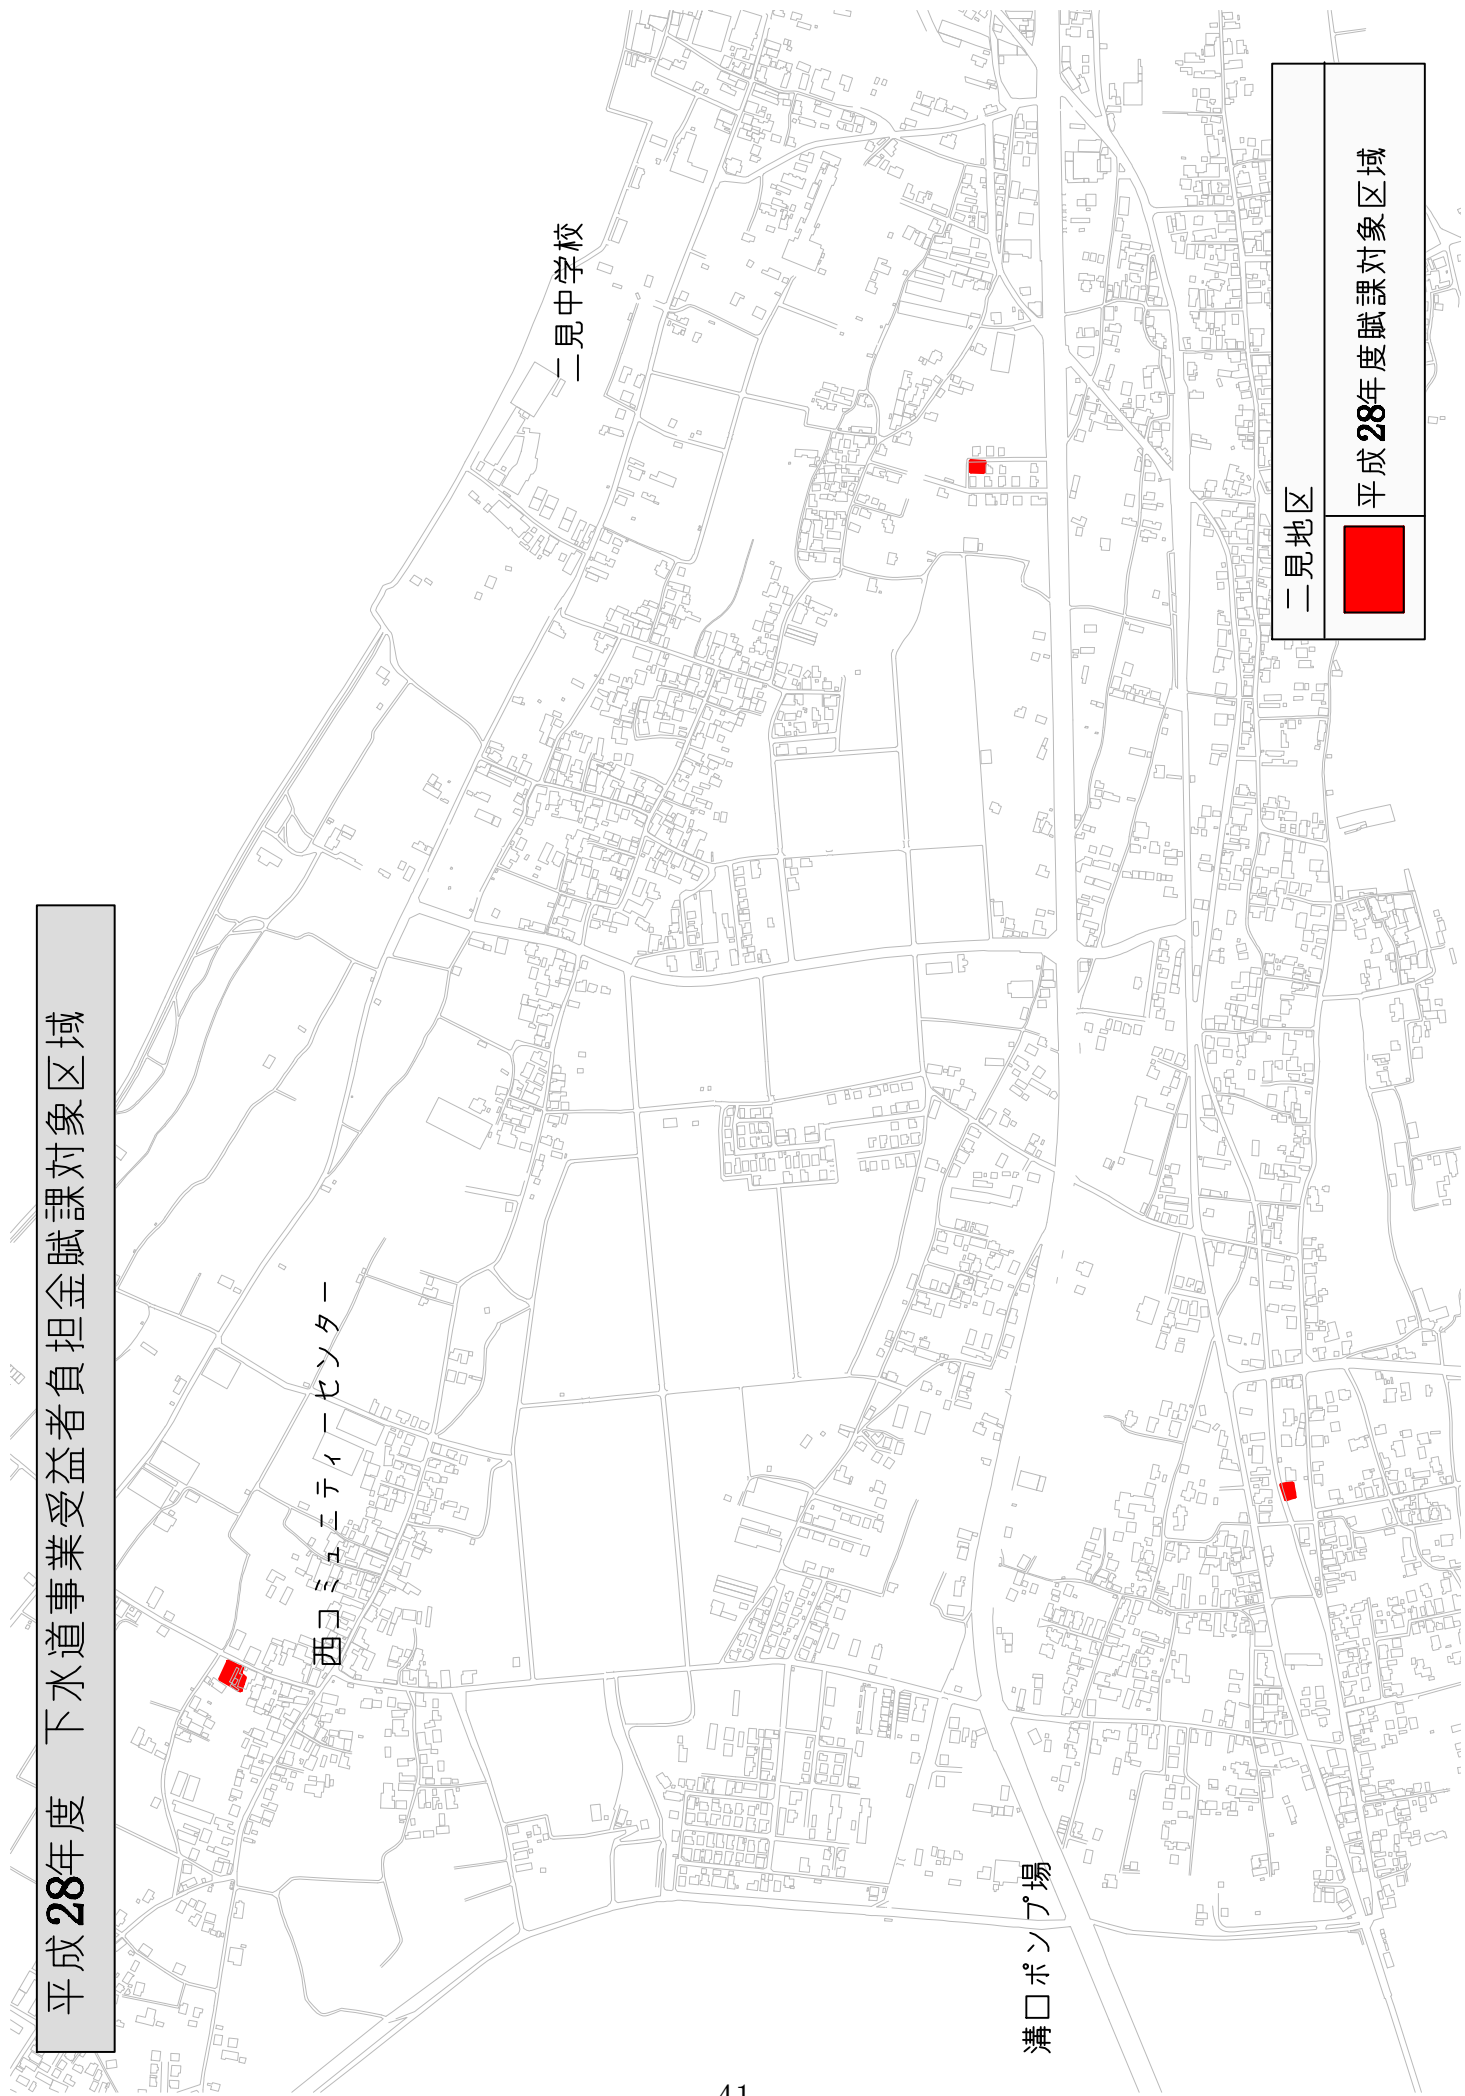 平成28年度　下水道事業受益者負担金賦課対象区域
二見中学校
西コミュニティーセンター
溝口ポンプ場
二見地区
平成28年度賦課対象区域
41